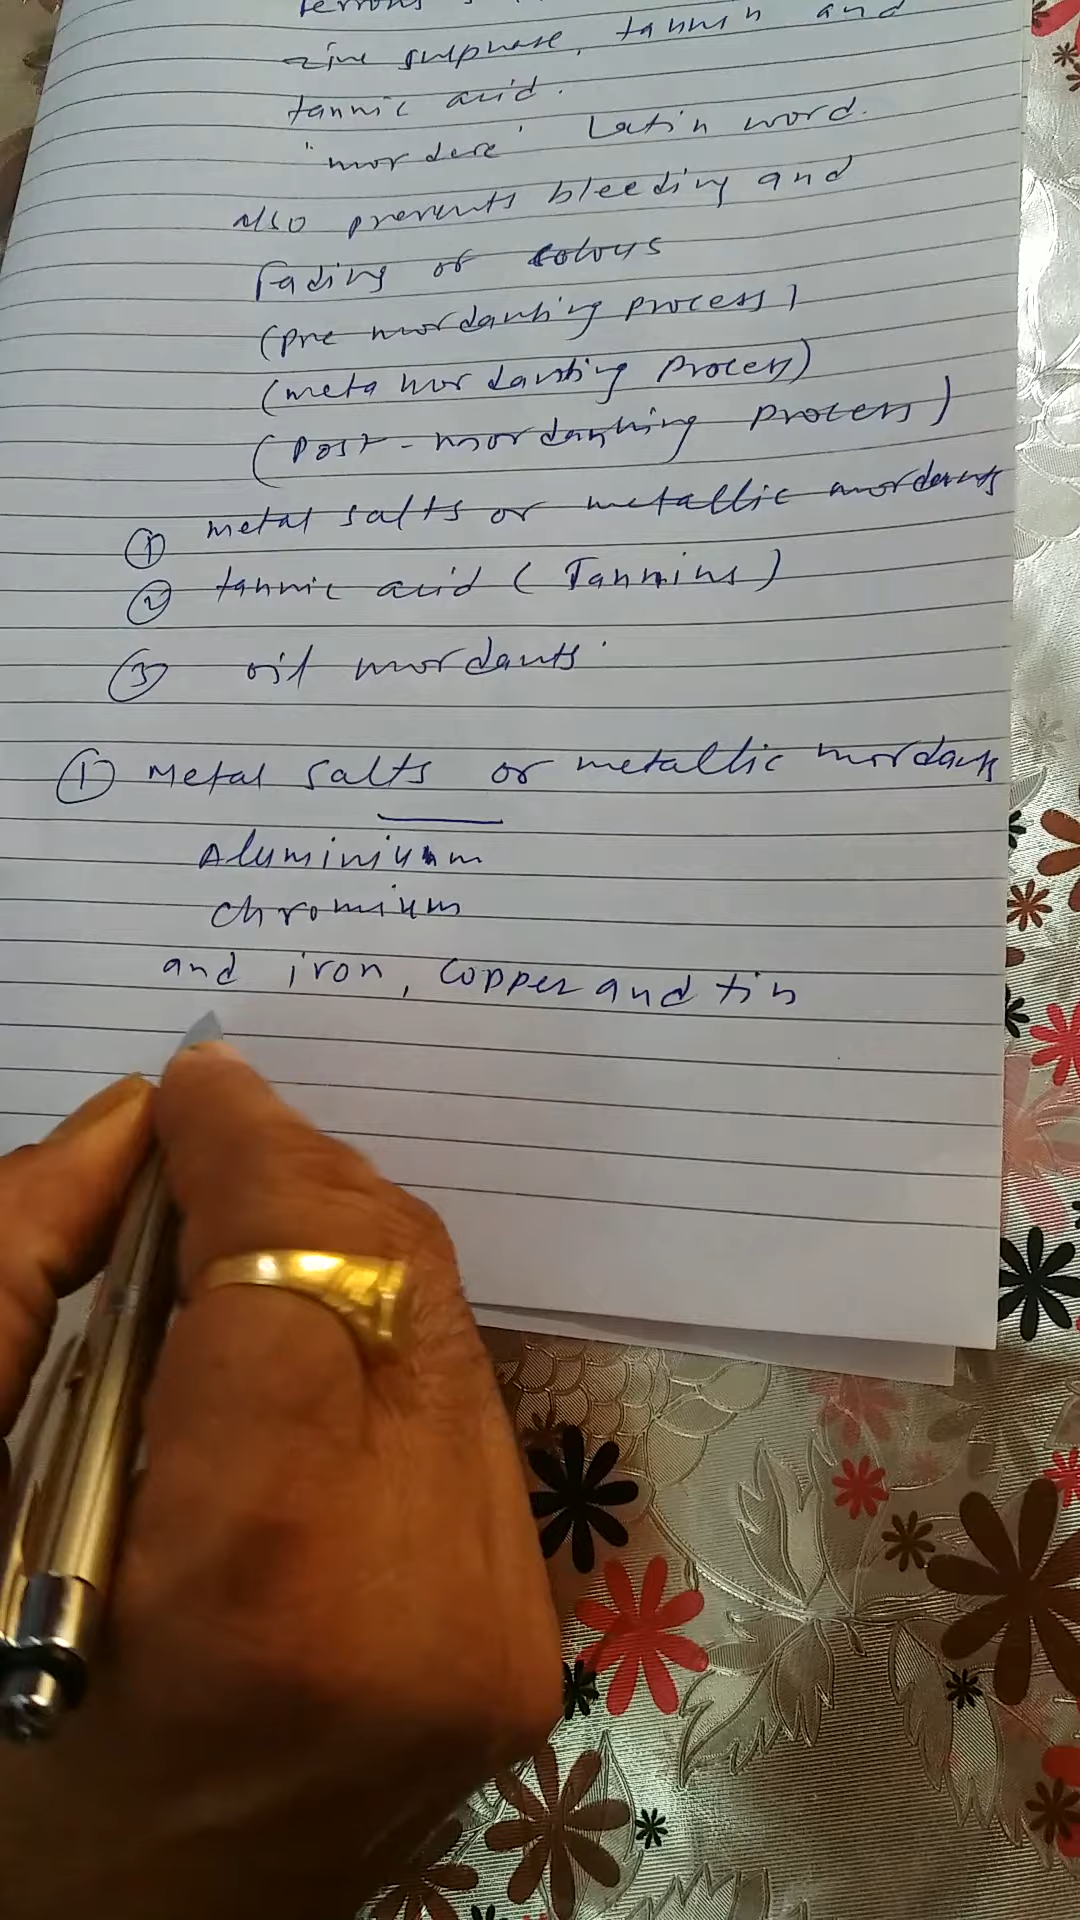 zinc sulphase, tannin and
tannic acid.
"mordere" Latin word.
Also prevents bleeding and
fading of colous
(Pre mordanting process)
(meta mordanting Process)
(Post-mordanting Process)
① metal salts or metallic mordants
② tannic acid (Tannins)
③ oil mordants.
① Metal salts or metallic mordants
Aluminium
chromium
and iron, copper and tin